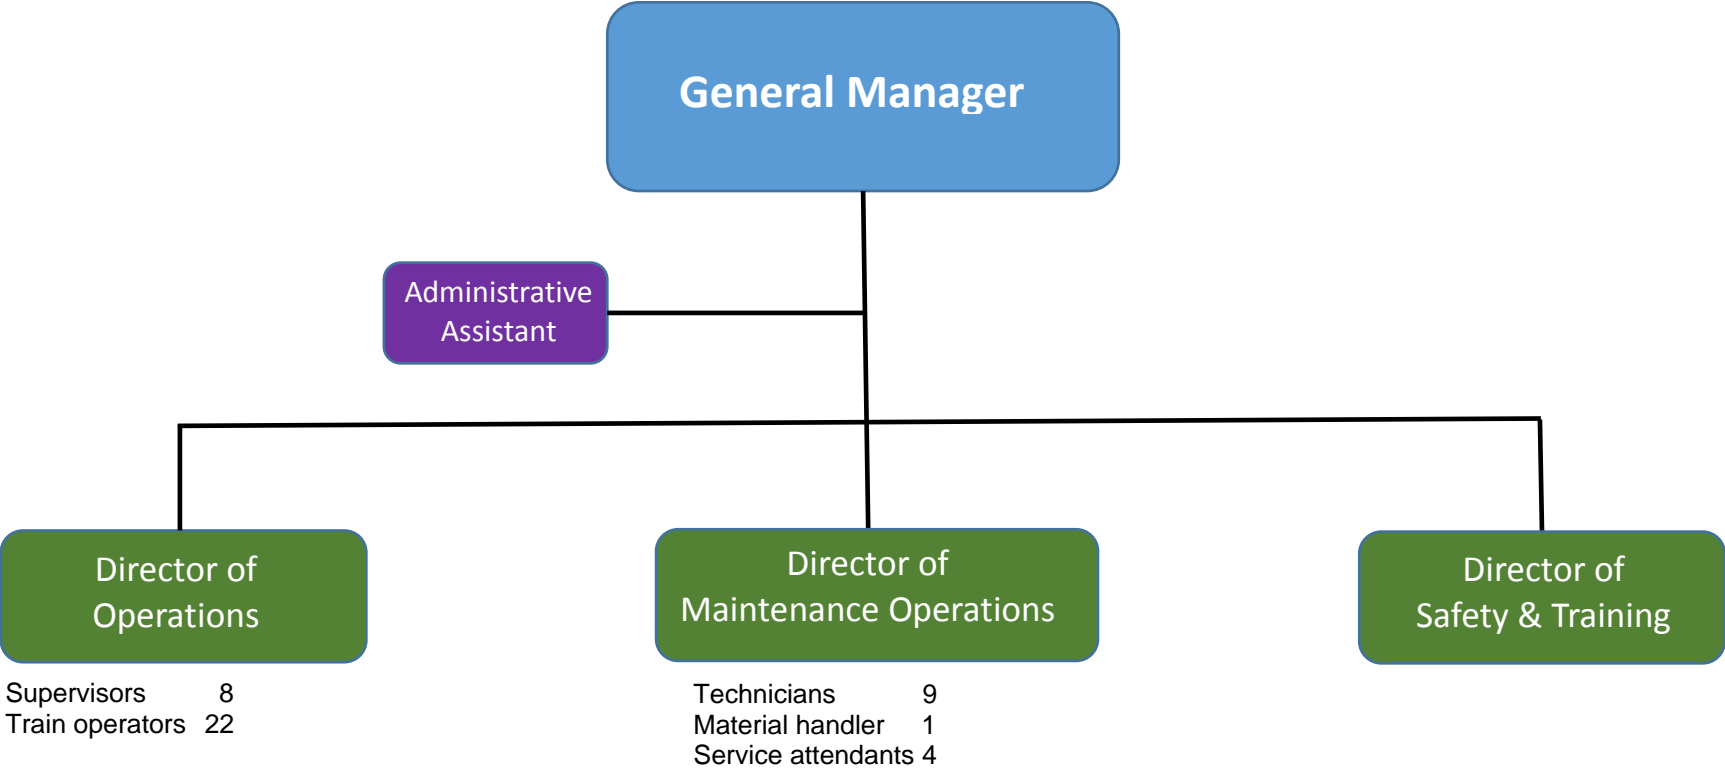 General Manager
Administrative
Assistant
Director of
Operations
Director of
Maintenance Operations
Director of
Safety & Training
Supervisors 8
Train operators 22
Technicians 9
Material handler 1
Service attendants 4